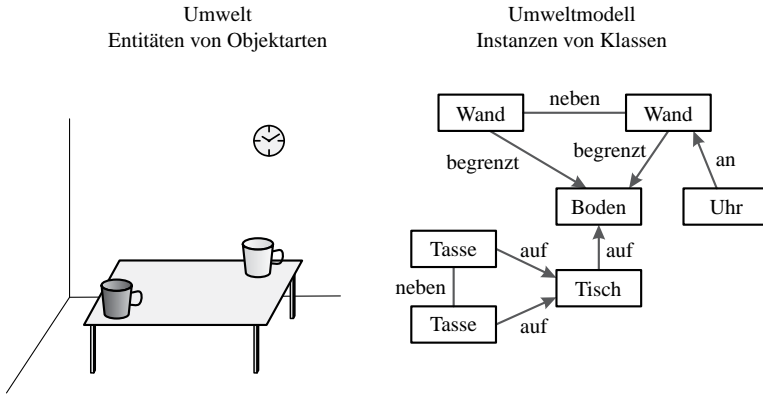 Umwelt
Entitäten von Objektarten
Umweltmodell
Instanzen von Klassen
neben
Wand
Wand
begrenzt
begrenzt
an
Boden
Uhr
Tasse
auf
auf
neben
Tisch
Tasse
auf